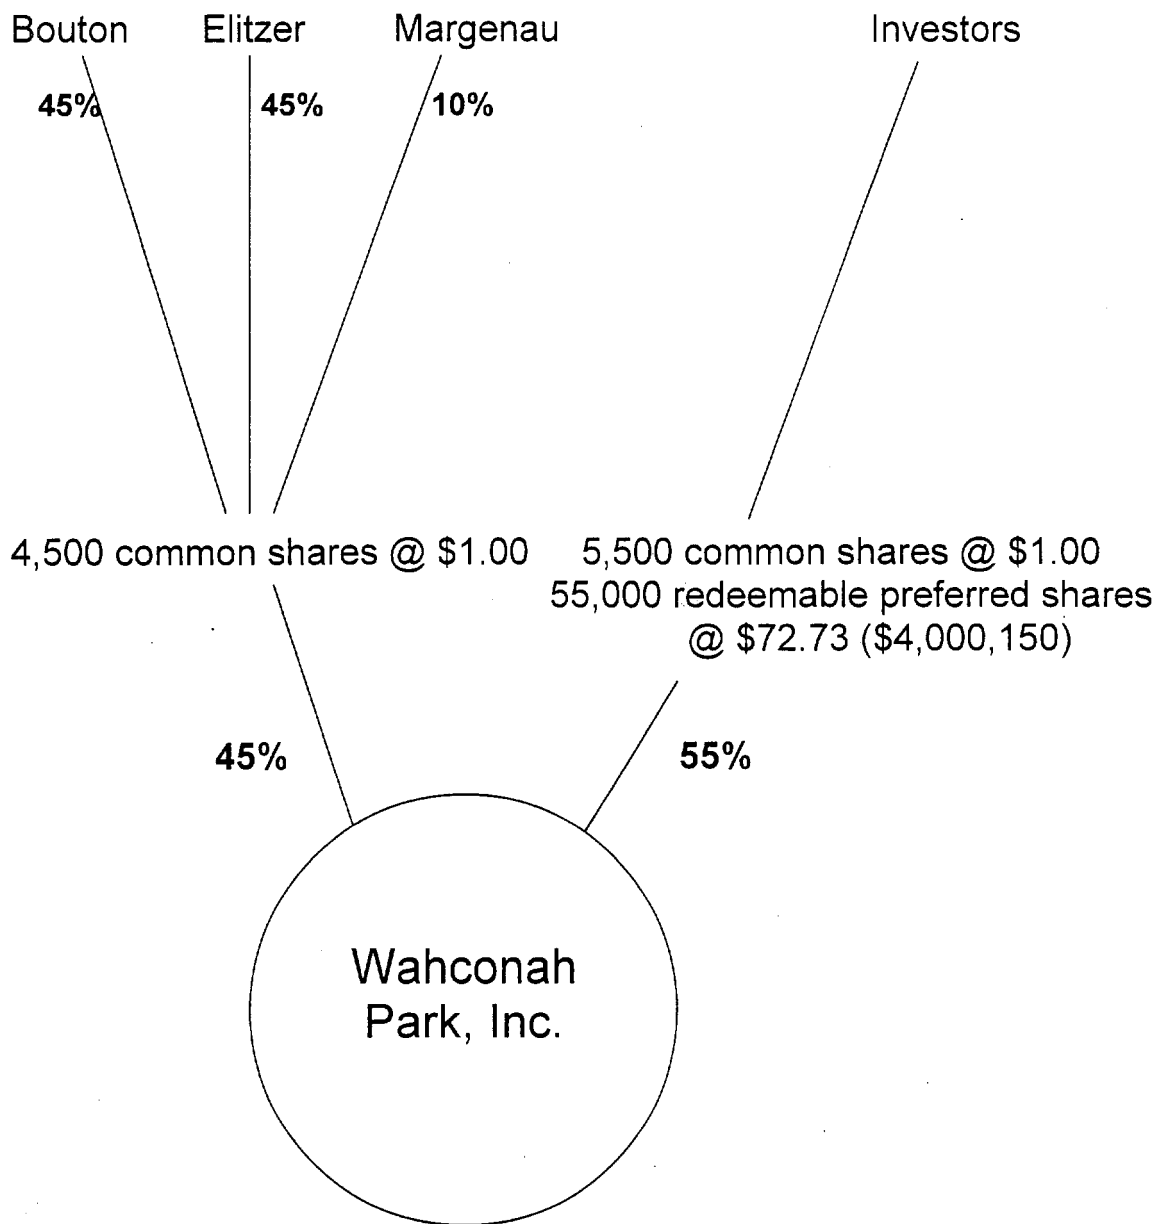 Bouton Elitzer Margenau Investors
45% 45% 10%
4,500 common shares @ $1.00 5,500 common shares @ $1.00
55,000 redeemable preferred shares
@ $72.73 ($4,000,150)
45% 55%
Wahconah
Park, Inc.